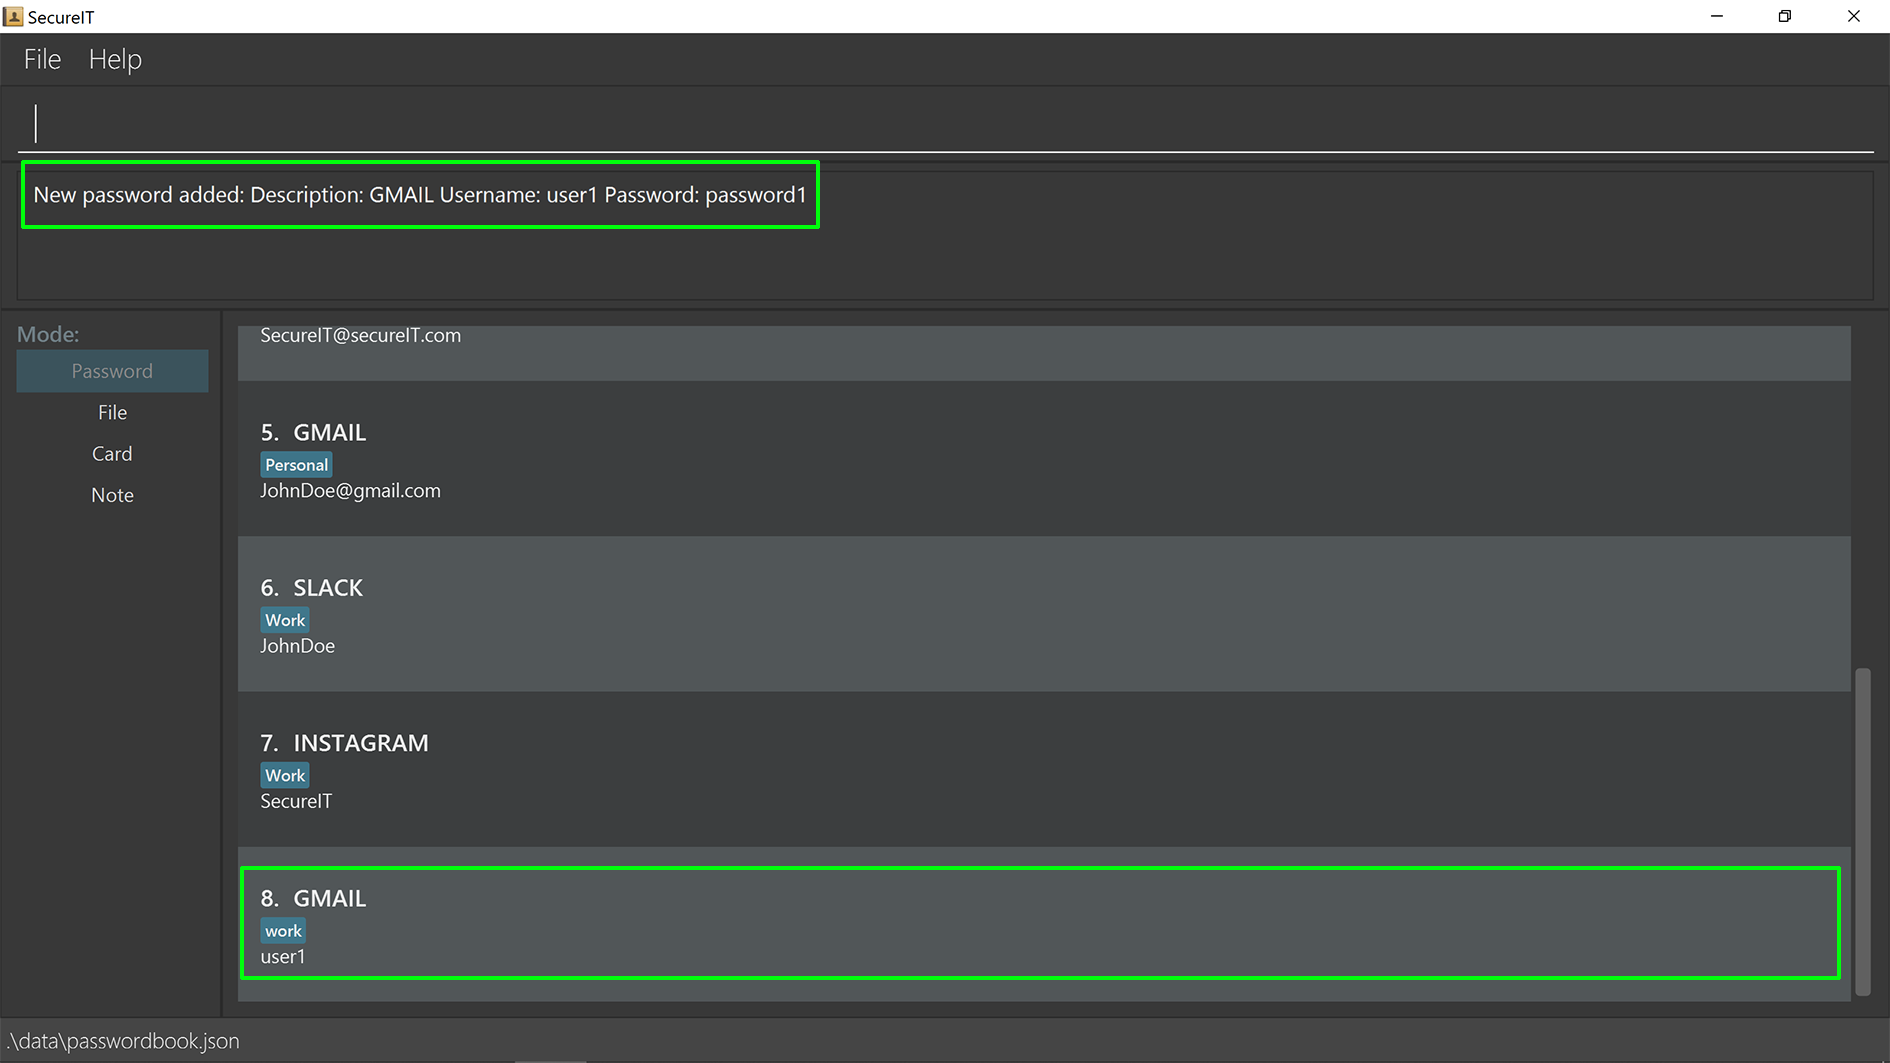 SecureIT
File Help
New password added: Description: GMAIL Username: user1 Password: password1
Mode:
Password
File
Card
Note
SecureIT@secureIT.com
5. GMAIL
Personal
JohnDoe@gmail.com
6. SLACK
Work
JohnDoe
7. INSTAGRAM
Work
SecureIT
8. GMAIL
work
user1
.\data\passwordbook.json